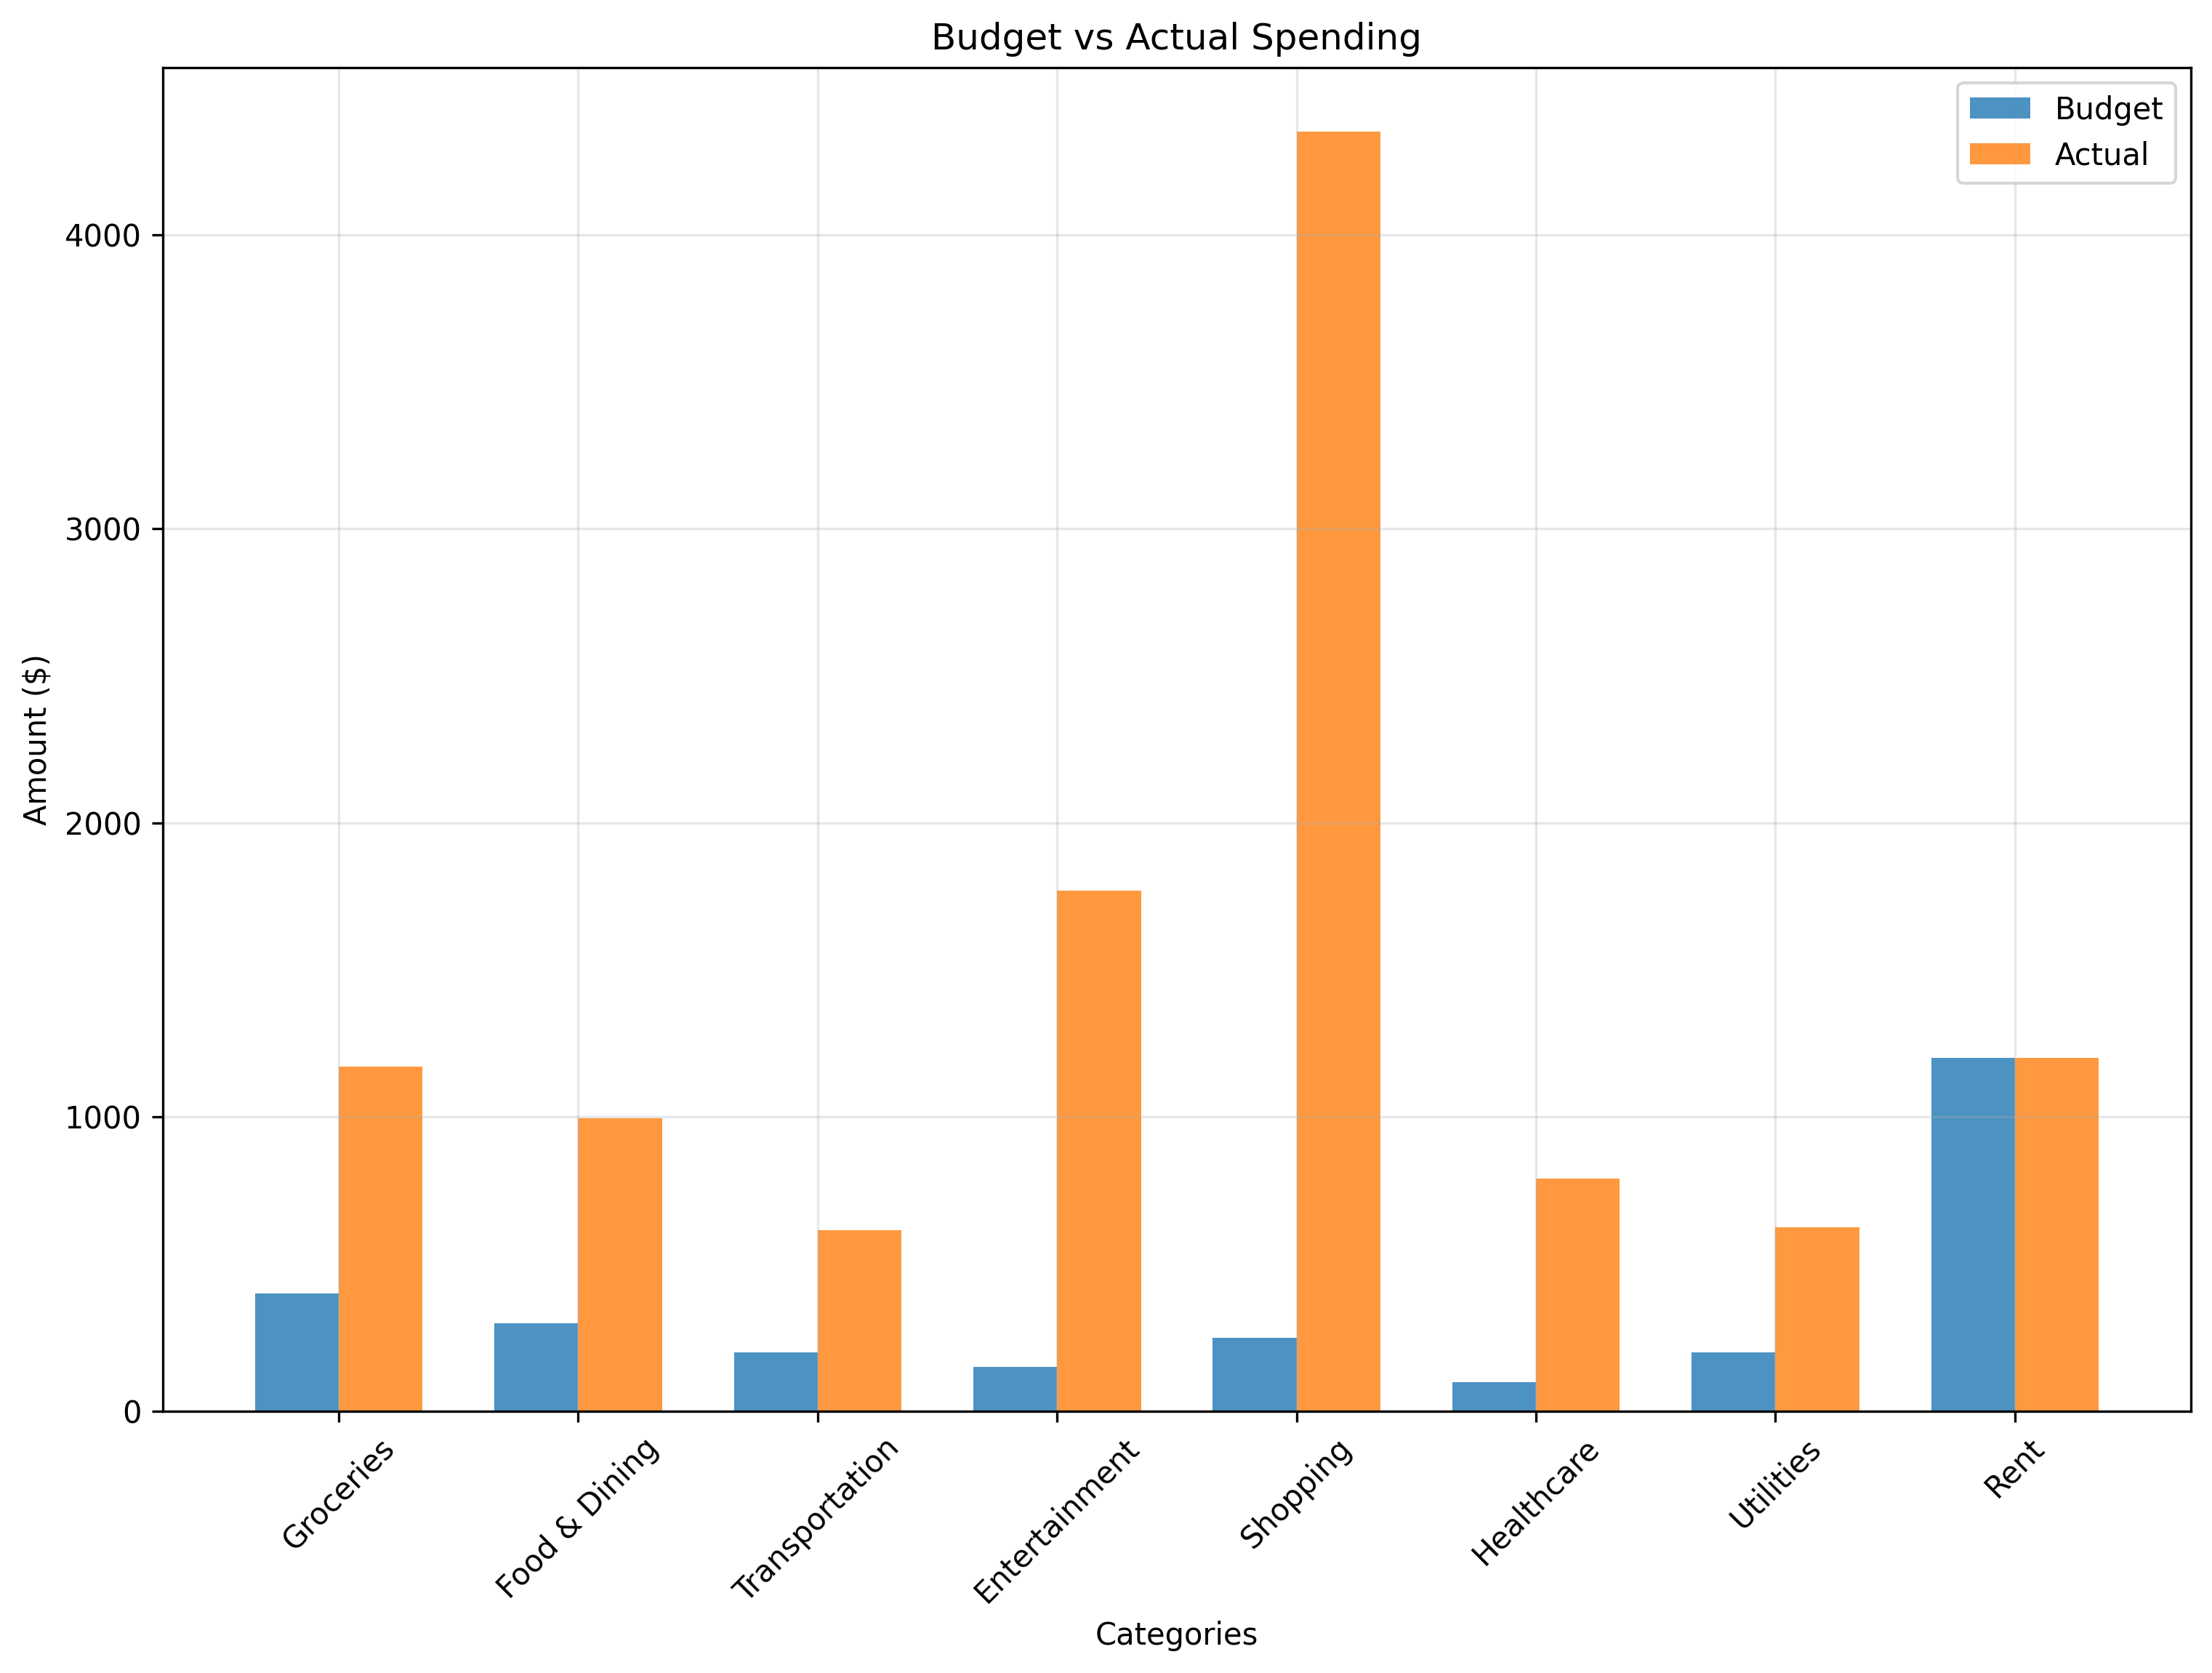 Budget vs Actual Spending
Budget
Actual
Amount ($)
4000
3000
2000
1000
0
Groceries
Food & Dining
Transportation
Entertainment
Shopping
Healthcare
Utilities
Rent
Categories